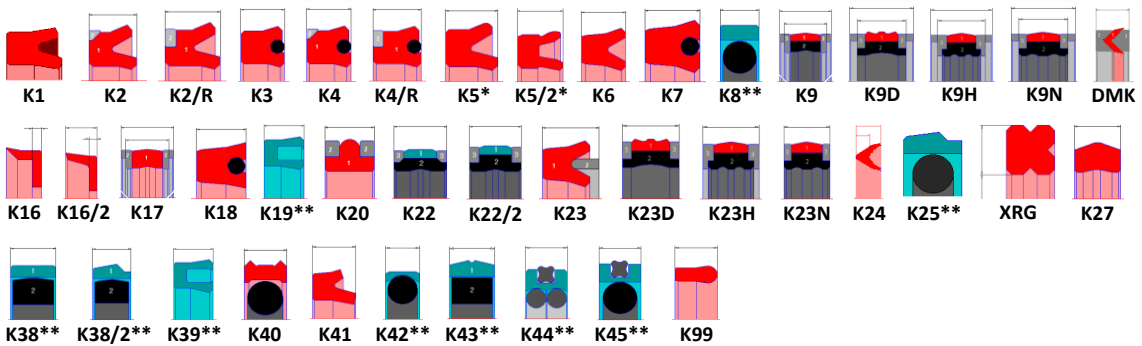 K1 K2 K2/R K3 K4 K4/R K5* K5/2* K6 K7 K8** K9 K9D K9H K9N DMK
K16 K16/2 K17 K18 K19** K20 K22 K22/2 K23 K23D K23H K23N K24 K25** XRG K27
K38** K38/2** K39** K40 K41 K42** K43** K44** K45** K99